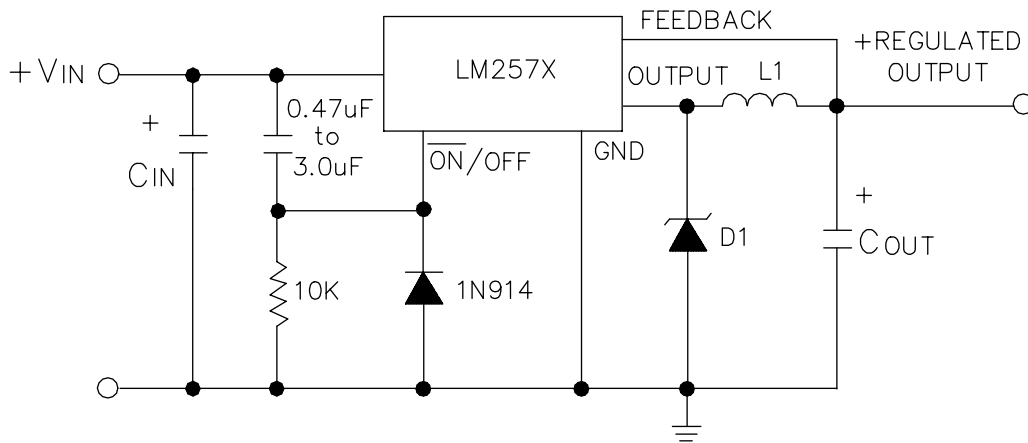 FEEDBACK
+REGULATED
OUTPUT
+VIN
LM257X
OUTPUT
L1
+
0.47uF
to
3.0uF
CIN
ON/OFF
GND
+
D1
COUT
10K
1N914